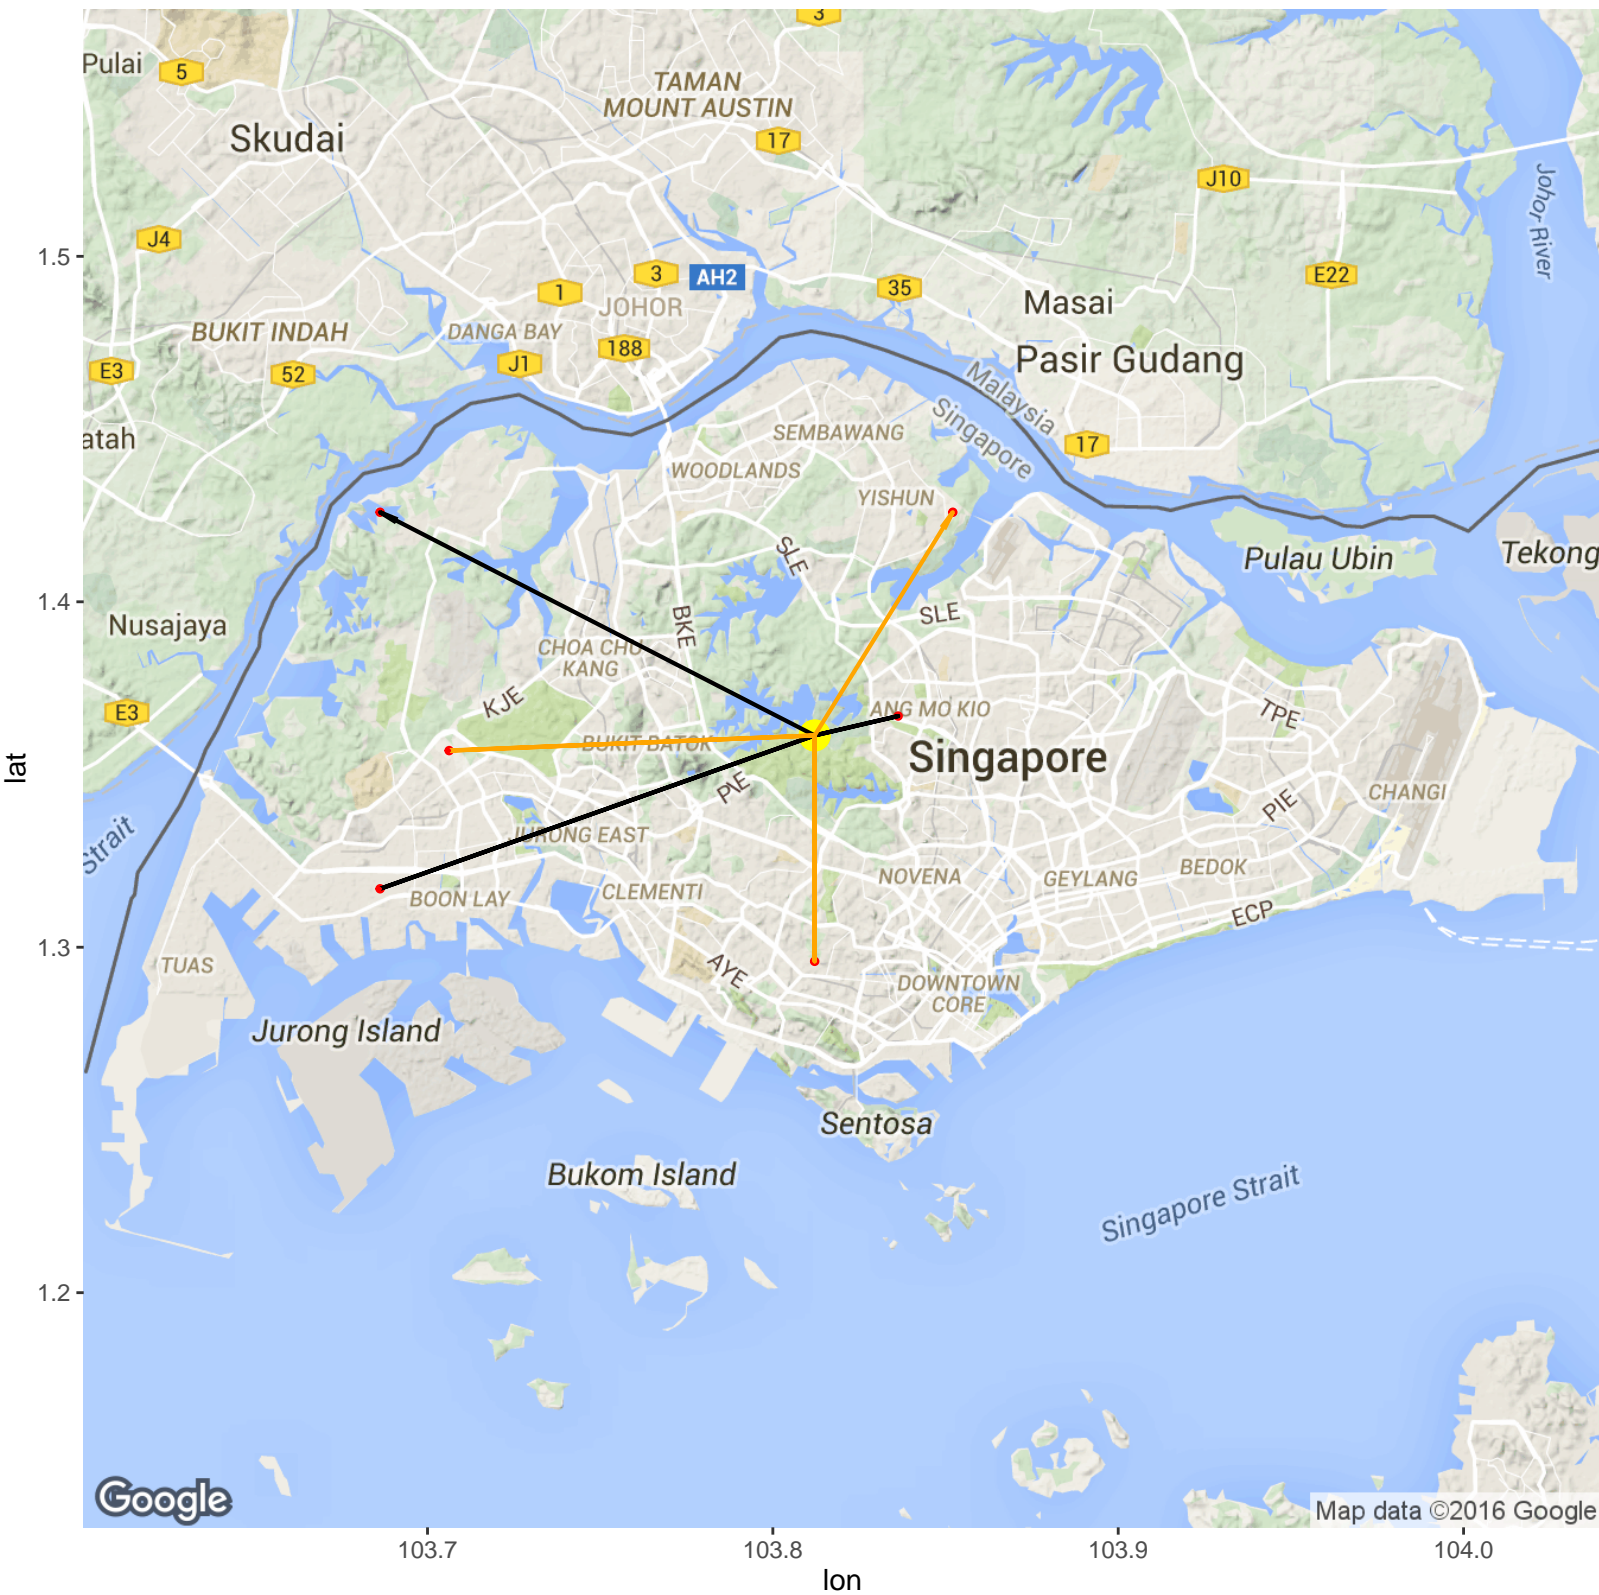 3
Pulai
5
TAMAN
MOUNT AUSTIN
Skudai
17
J10
Johor River
J4
1.5
3
AH2
E22
1
35
JOHOR
Masai
BUKIT INDAH
DANGA BAY
188
E3
52
J1
Pasir Gudang
Malaysia
Singapore
atah
SEMBAWANG
17
WOODLANDS
YISHUN
SLE
Pulau Ubin
Tekong
1.4
Nusajaya
BKE
SLE
CHOA CHU
KANG
KJE
E3
ANG MO KIO
TPE
BUKIT BATOK
Singapore
lat
PIE
PIE
CHANGI
Strait
JURONG EAST
BOON LAY
CLEMENTI
NOVENA
GEYLANG
BEDOK
ECP
1.3
TUAS
AYE
DOWNTOWN
CORE
Jurong Island
Sentosa
Bukom Island
Singapore Strait
1.2
Google
Map data ©2016 Google
103.7
103.8
103.9
104.0
lon